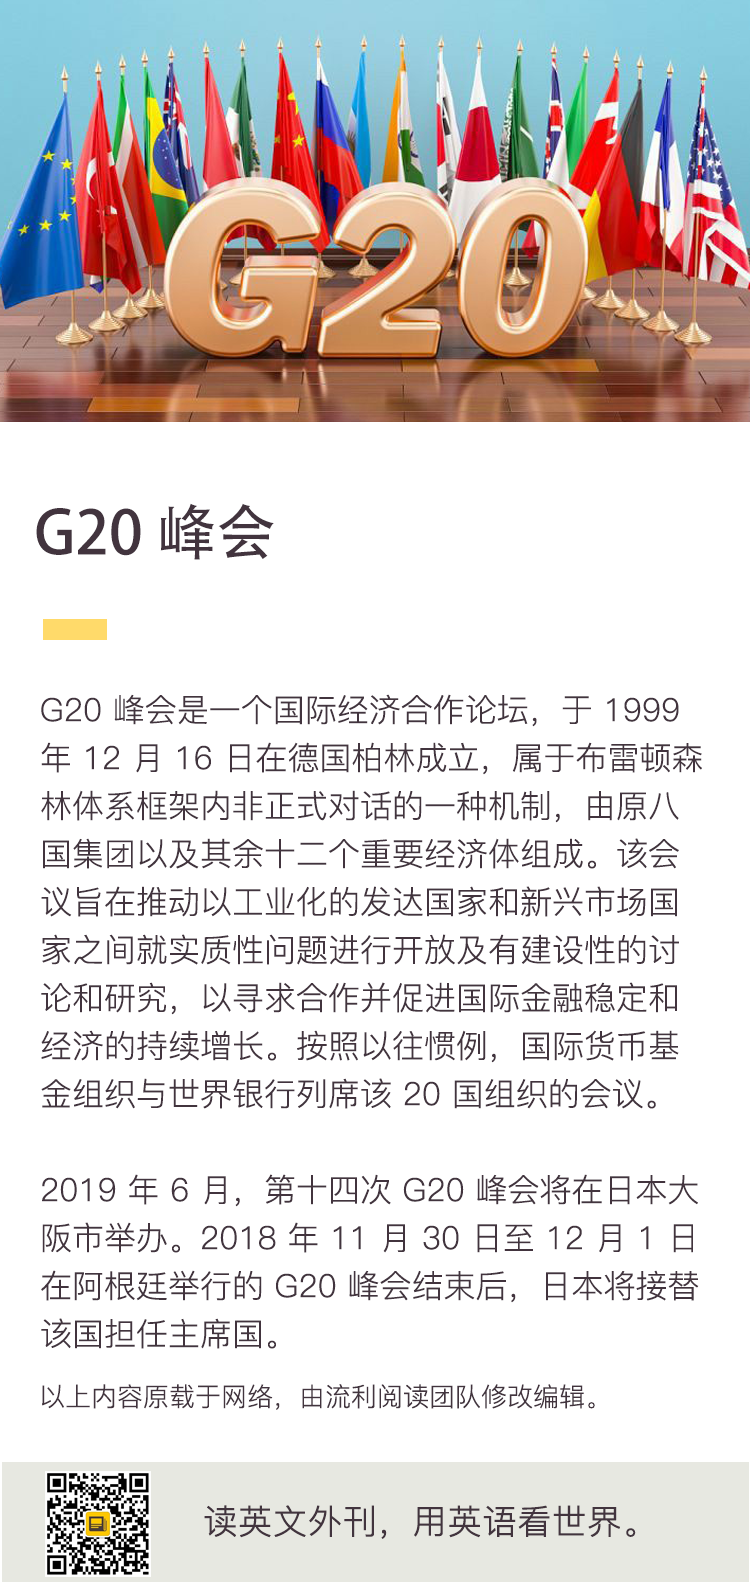 G20
G20 峰会
G20 峰会是一个国际经济合作论坛，于 1999
年 12 月 16 日在德国柏林成立，属于布雷顿森
林体系框架内非正式对话的一种机制，由原八
国集团以及其余十二个重要经济体组成。该会
议旨在推动以工业化的发达国家和新兴市场国
家之间就实质性问题进行开放及有建设性的讨
论和研究，以寻求合作并促进国际金融稳定和
经济的持续增长。按照以往惯例，国际货币基
金组织与世界银行列席该 20 国组织的会议。
2019 年 6 月，第十四次 G20 峰会将在日本大
阪市举办。2018 年 11 月 30 日至 12 月 1 日
在阿根廷举行的 G20 峰会结束后，日本将接替
该国担任主席国。
以上内容原载于网络，由流利阅读团队修改编辑。
读英文外刊，用英语看世界。